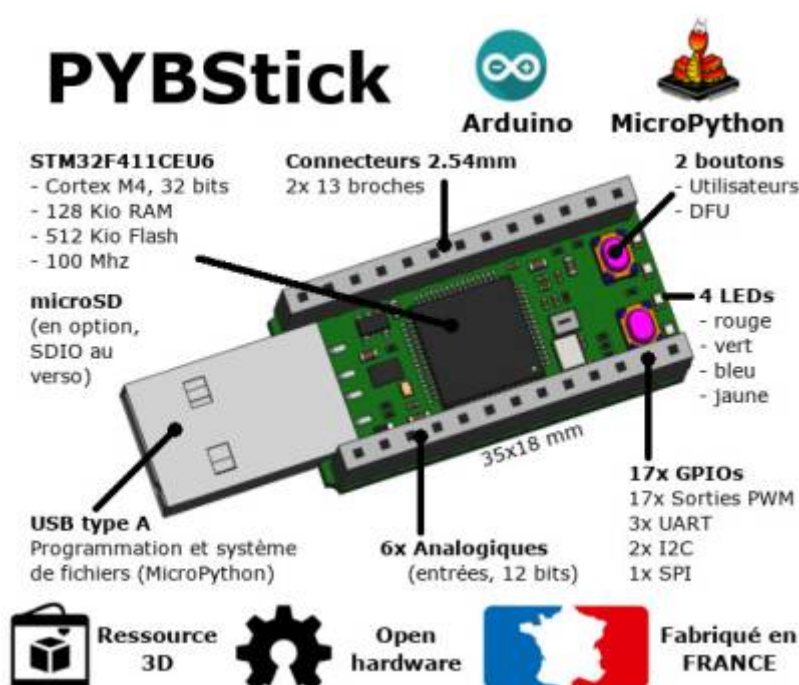 PYBStick
Arduino
MicroPython
STM32F411CEU6
- Cortex M4, 32 bits
- 128 Kio RAM
- 512 Kio Flash
- 100 Mhz
Connecteurs 2.54mm
2x 13 broches
2 boutons
- Utilisateurs
- DFU
microSD
(en option,
SDIO au
verso)
4 LEDs
- rouge
- vert
- bleu
- jaune
35x18 mm
USB type A
Programmation et système
de fichiers (MicroPython)
6x Analogiques
(entrées, 12 bits)
17x GPIOs
17x Sorties PWM
3x UART
2x I2C
1x SPI
Ressource
3D
Open
hardware
Fabriqué en
FRANCE